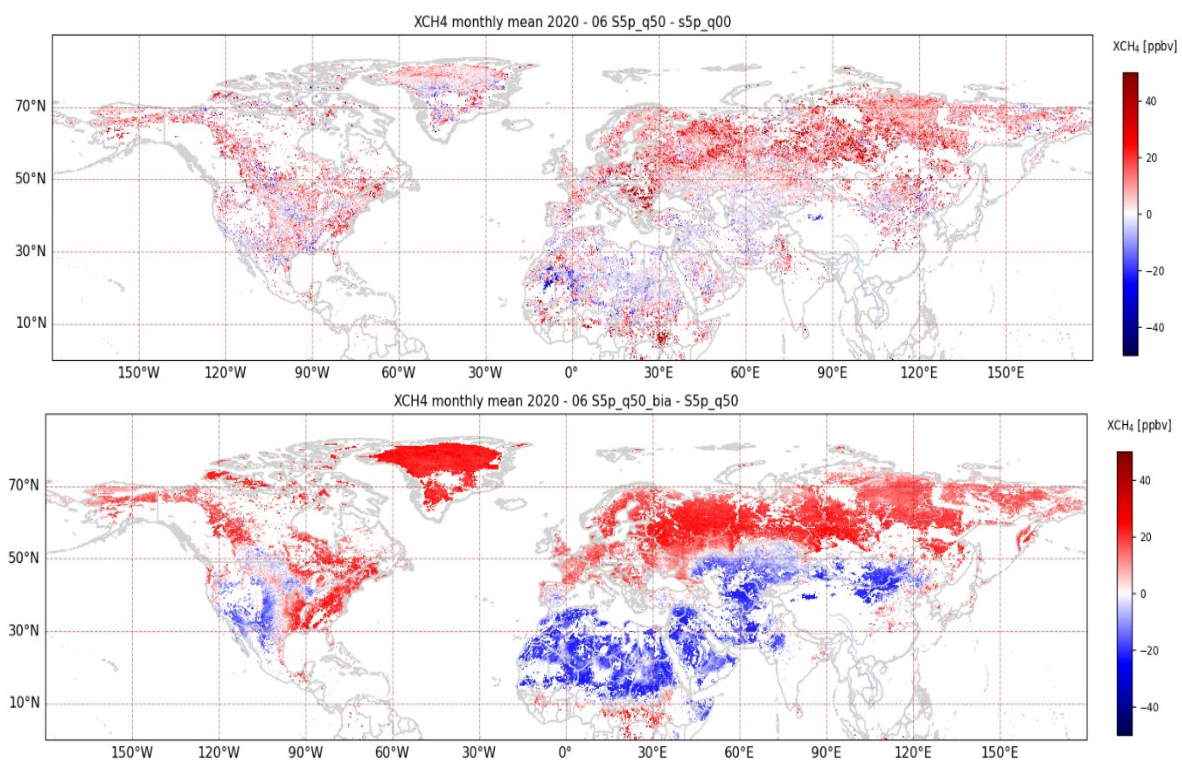 XCH4 monthly mean 2020 - 06 S5p_q50 - s5p_q00
XCH₄ [ppbv]
70°N
50°N
30°N
10°N
150°W 120°W 90°W 60°W 30°W 0° 30°E 60°E 90°E 120°E 150°E
40
20
0
−20
−40
XCH4 monthly mean 2020 - 06 S5p_q50_bia - S5p_q50
XCH₄ [ppbv]
70°N
50°N
30°N
10°N
150°W 120°W 90°W 60°W 30°W 0° 30°E 60°E 90°E 120°E 150°E
40
20
0
−20
−40